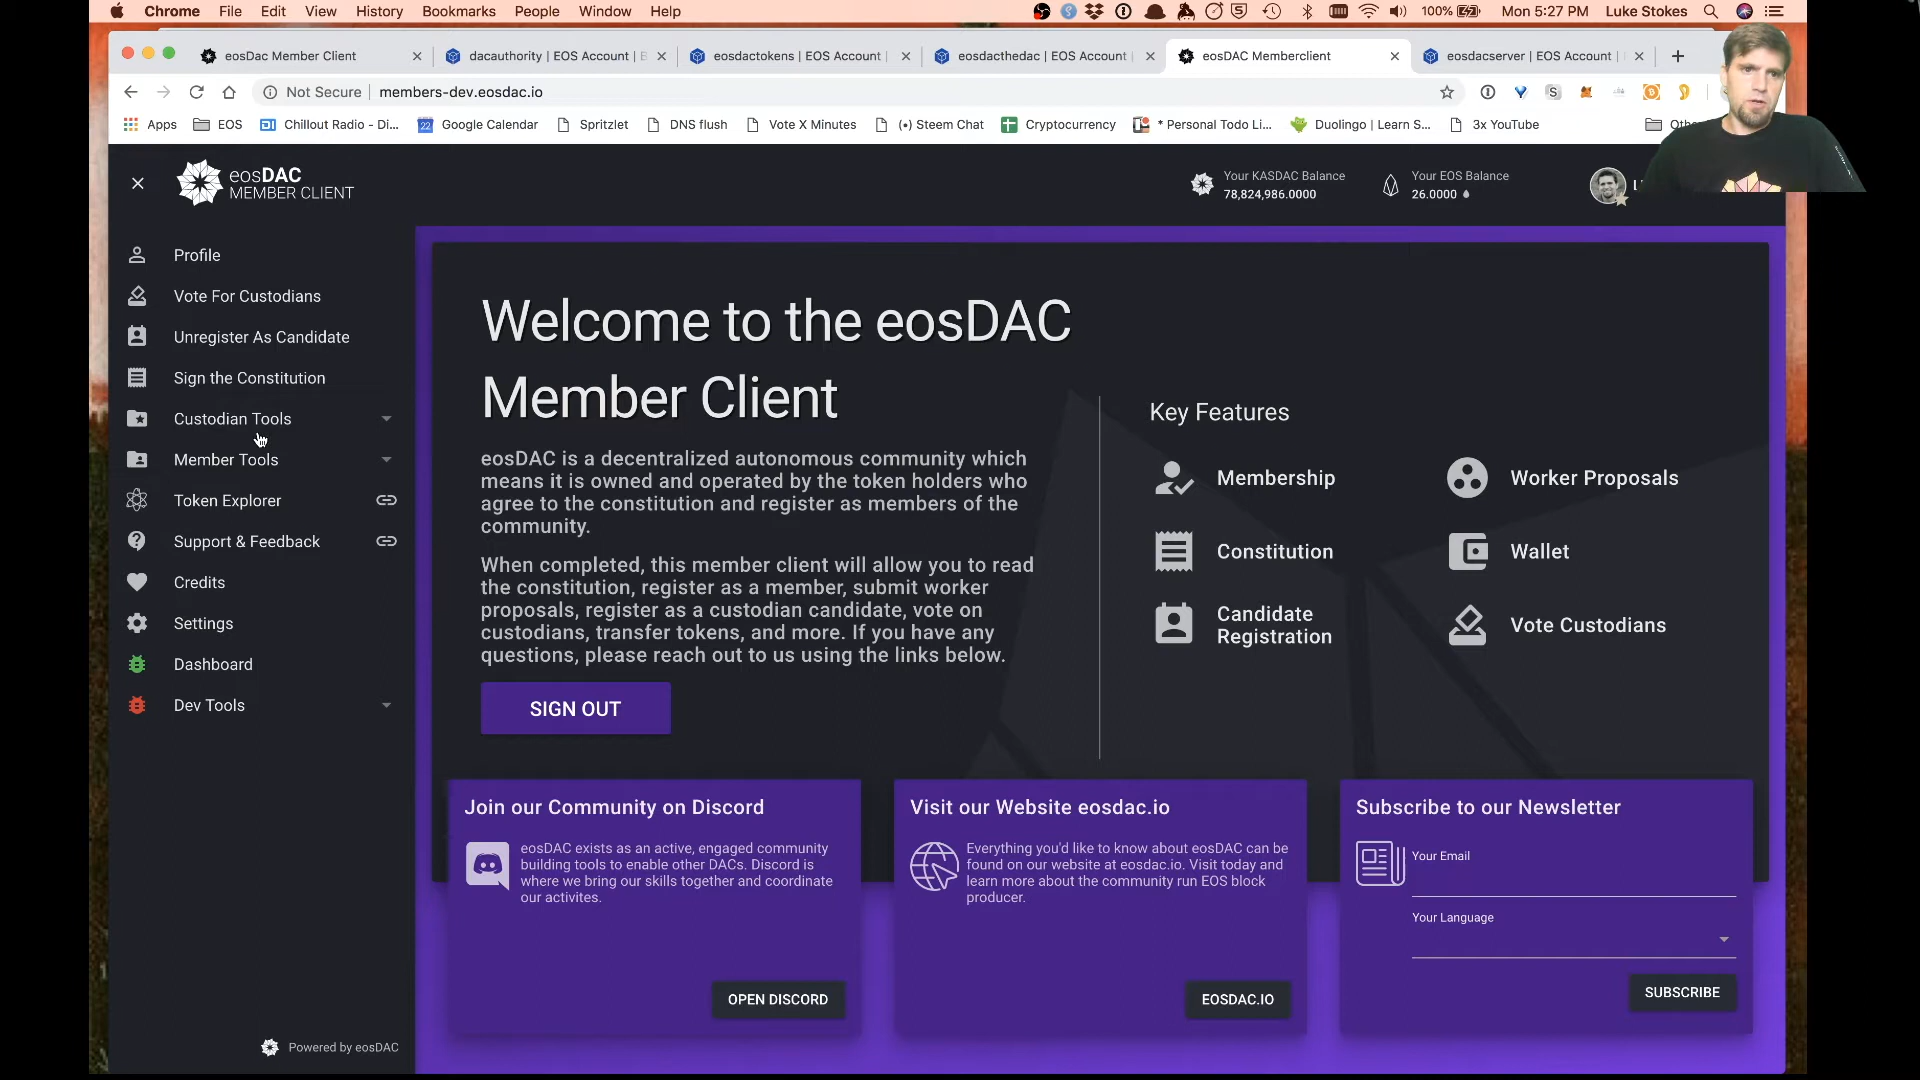 Chrome File Edit View History Bookmarks People Window Help
100% Mon 5:27 PM Luke Stokes
eosDac Member Client
dacauthority | EOS Account | B
eosdactokens | EOS Account |
eosdacthedac | EOS Account |
eosDAC Memberclient
eosdacserver | EOS Account |
Not Secure | members-dev.eosdac.io
Apps EOS Chillout Radio - Di... Google Calendar Spritzlet DNS flush Vote X Minutes (•) Steem Chat Cryptocurrency * Personal Todo Li... Duolingo | Learn S... 3x YouTube
eosDAC
MEMBER CLIENT
Your KASDAC Balance
78,824,986.0000
Your EOS Balance
26.0000
Profile
Vote For Custodians
Unregister As Candidate
Sign the Constitution
Custodian Tools
Member Tools
Token Explorer
Support & Feedback
Credits
Settings
Dashboard
Dev Tools
Powered by eosDAC
Welcome to the eosDAC
Member Client
eosDAC is a decentralized autonomous community which
means it is owned and operated by the token holders who
agree to the constitution and register as members of the
community.
When completed, this member client will allow you to read
the constitution, register as a member, submit worker
proposals, register as a custodian candidate, vote on
custodians, transfer tokens, and more. If you have any
questions, please reach out to us using the links below.
SIGN OUT
Key Features
Membership
Worker Proposals
Constitution
Wallet
Candidate
Registration
Vote Custodians
Join our Community on Discord
eosDAC exists as an active, engaged community
building tools to enable other DACs. Discord is
where we bring our skills together and coordinate
our activites.
OPEN DISCORD
Visit our Website eosdac.io
Everything you'd like to know about eosDAC can be
found on our website at eosdac.io. Visit today and
learn more about the community run EOS block
producer.
EOSDAC.IO
Subscribe to our Newsletter
Your Email
Your Language
SUBSCRIBE